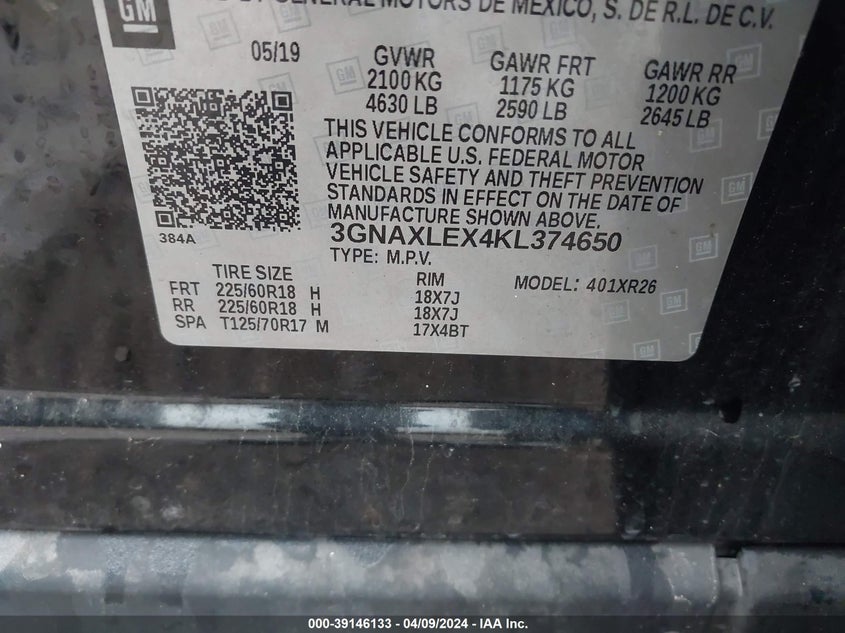 GM
BY GENERAL MOTORS DE MEXICO, S. DE R.L. DE C.V.
05/19 GVWR GAWR FRT GAWR RR
2100 KG 1175 KG 1200 KG
4630 LB 2590 LB 2645 LB
THIS VEHICLE CONFORMS TO ALL
APPLICABLE U.S. FEDERAL MOTOR
VEHICLE SAFETY AND THEFT PREVENTION
STANDARDS IN EFFECT ON THE DATE OF
MANUFACTURE SHOWN ABOVE.
384A
3GNAXLEX4KL374650
TYPE: M.P.V. MODEL: 401XR26
TIRE SIZE RIM
FRT 225/60R18 H 18X7J
RR 225/60R18 H 18X7J
SPA T125/70R17 M 17X4BT
000-39146133 - 04/09/2024 - IAAI.COM. INC.